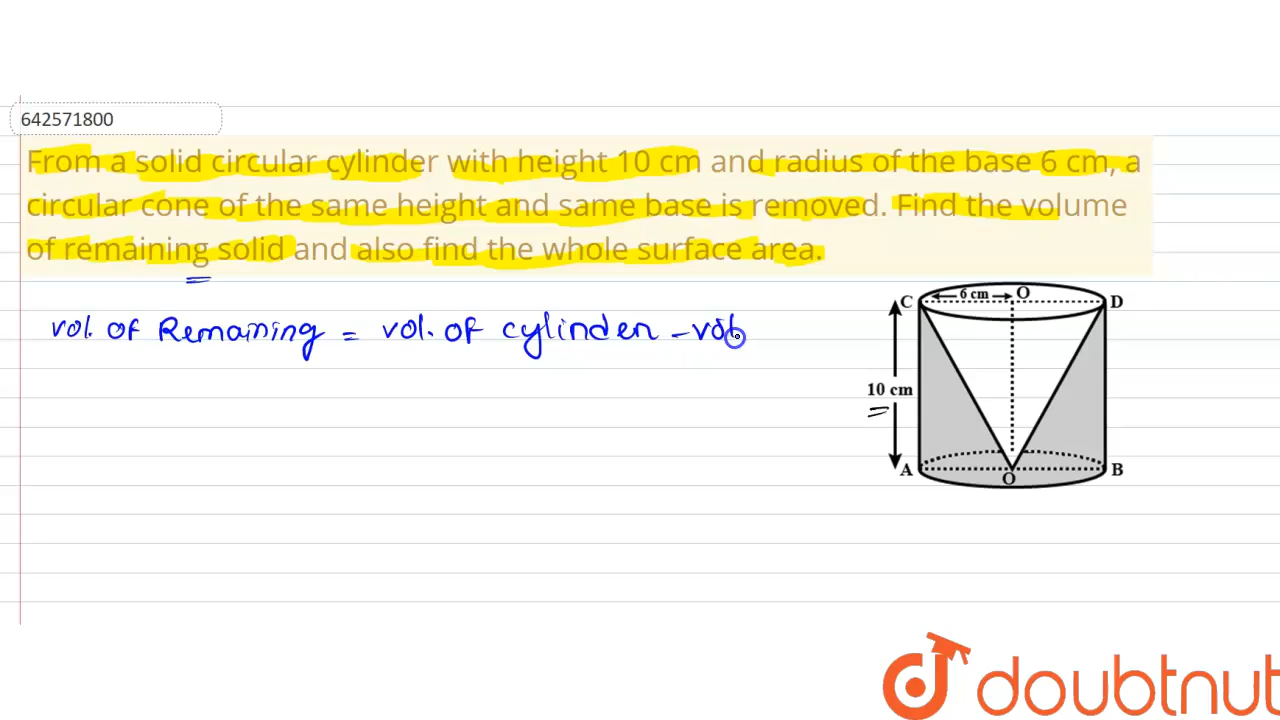 642571800
From a solid circular cylinder with height 10 cm and radius of the base 6 cm, a
circular cone of the same height and same base is removed. Find the volume
of remaining solid and also find the whole surface area.
vol. of Remaining = vol. of cylinder - vol.
6 cm O
C D
10 cm
A B
O
doubtnut